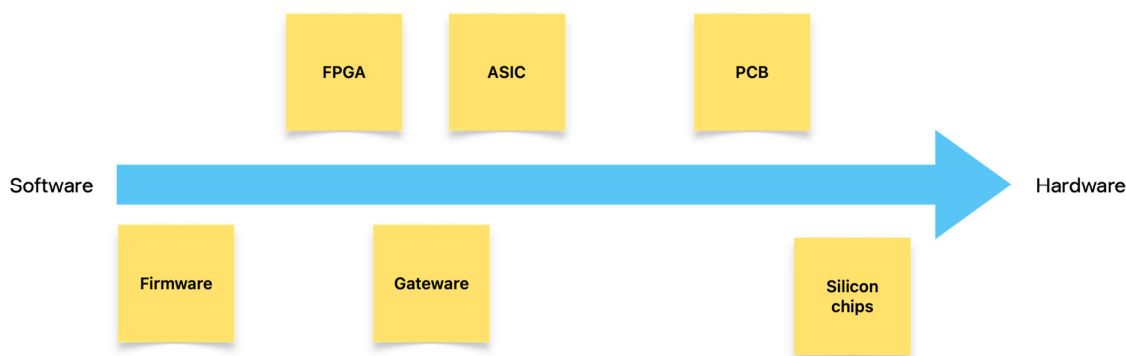 FPGA
ASIC
PCB
Software
Hardware
Firmware
Gateware
Silicon
chips